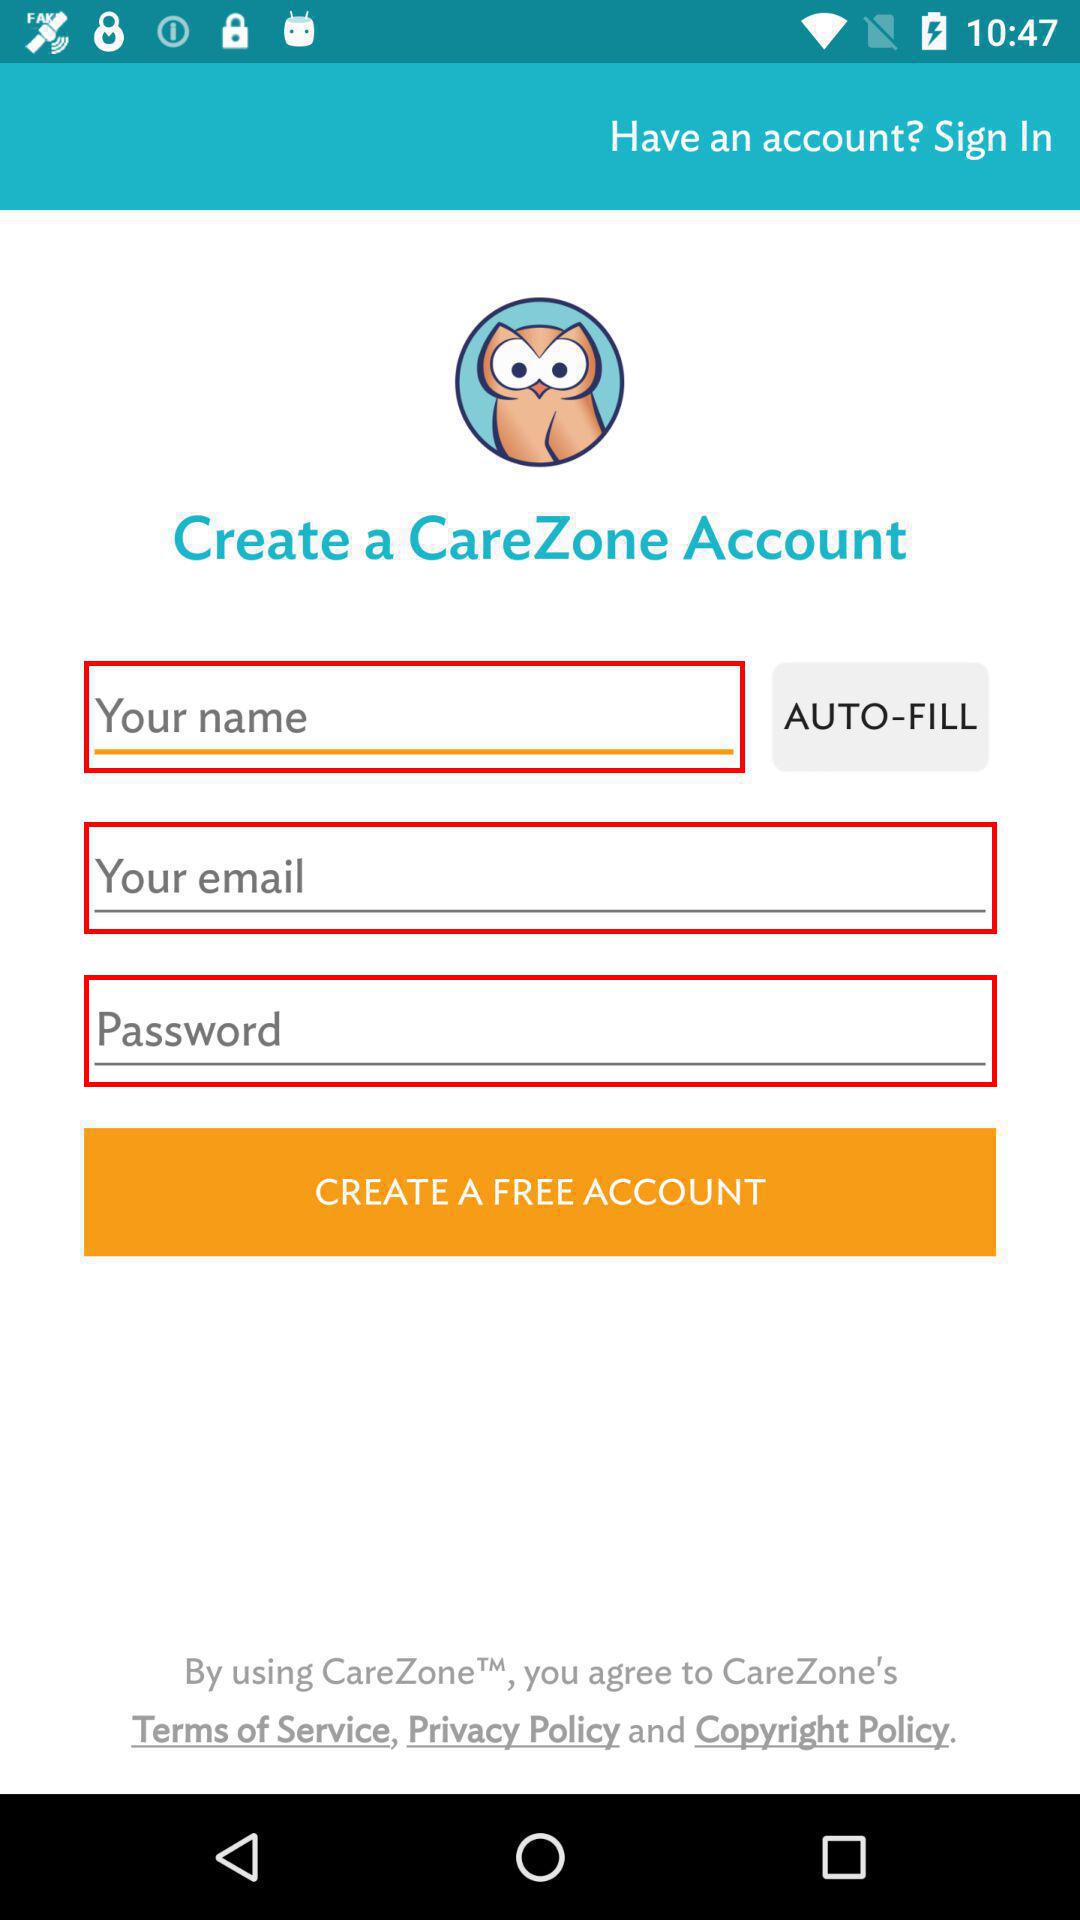 FAKE
10:47
Have an account? Sign In
Create a CareZone Account
Your name
AUTO-FILL
Your email
Password
CREATE A FREE ACCOUNT
By using CareZone™, you agree to CareZone's
Terms of Service, Privacy Policy and Copyright Policy.